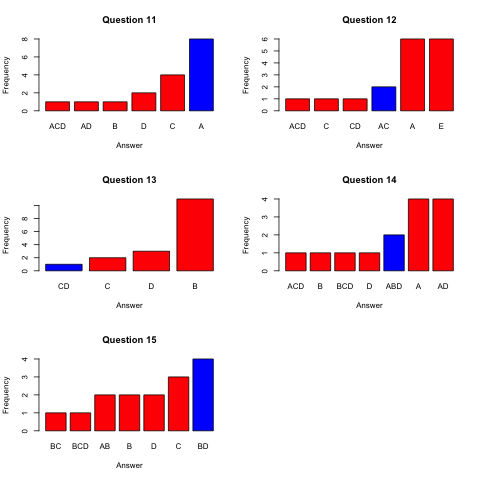 Question 11
Frequency
0 2 4 6 8
ACD AD B D C A
Answer
Question 12
Frequency
0 1 2 3 4 5 6
ACD C CD AC A E
Answer
Question 13
Frequency
0 2 4 6 8
CD C D B
Answer
Question 14
Frequency
0 1 2 3 4
ACD B BCD D ABD A AD
Answer
Question 15
Frequency
0 1 2 3 4
BC BCD AB B D C BD
Answer